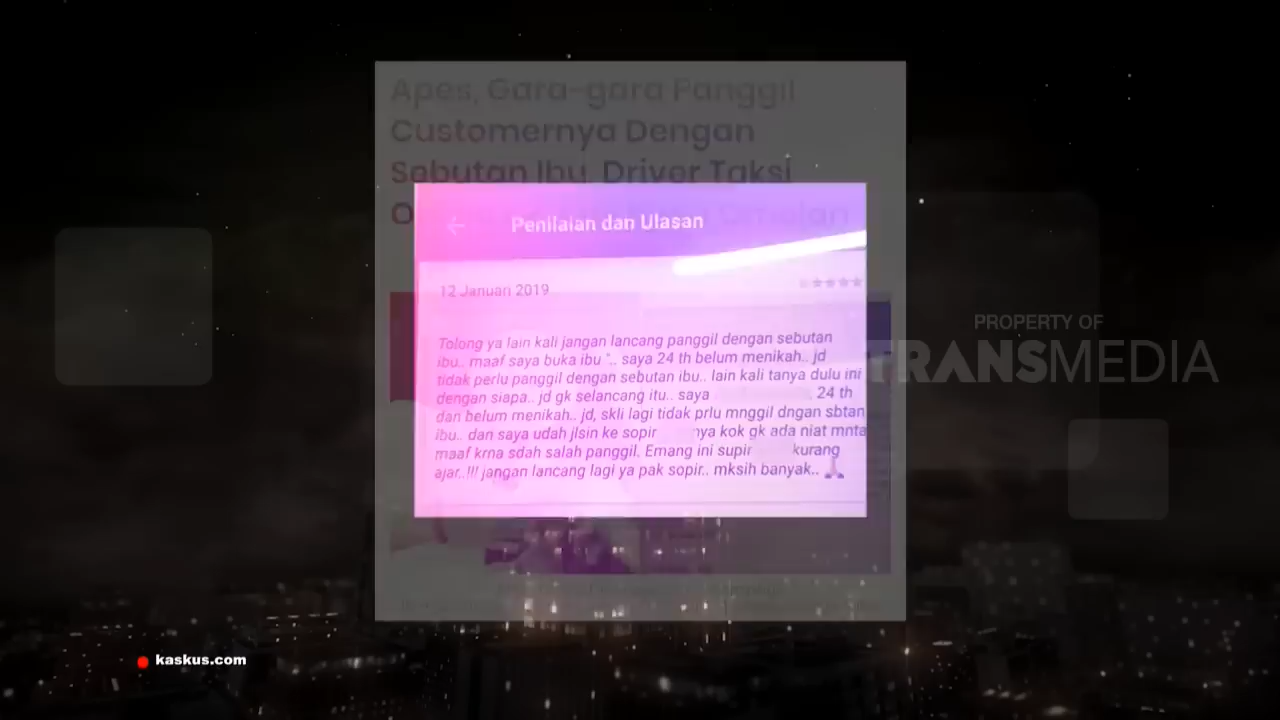 Apes, Gara-gara Panggil
Customernya Dengan
Sebutan Ibu, Driver Taksi
Penilaian dan Ulasan
12 Januari 2019
Tolong ya lain kali jangan lancang panggil dengan sebutan
ibu.. maaf saya buka ibu ".. saya 24 th belum menikah.. jd
tidak perlu panggil dengan sebutan ibu.. lain kali tanya dulu ini
dengan siapa.. jd gk selancang itu.. saya 24 th
dan belum menikah.. jd, skli lagi tidak prlu mnggil dngan sbtan
ibu.. dan saya udah jlsin ke sopir nya kok gk ada niat mnta
maaf krna sdah salah panggil. Emang ini supir kurang
ajar..!!! jangan lancang lagi ya pak sopir.. mksih banyak..
PROPERTY OF
TRANSMEDIA
kaskus.com